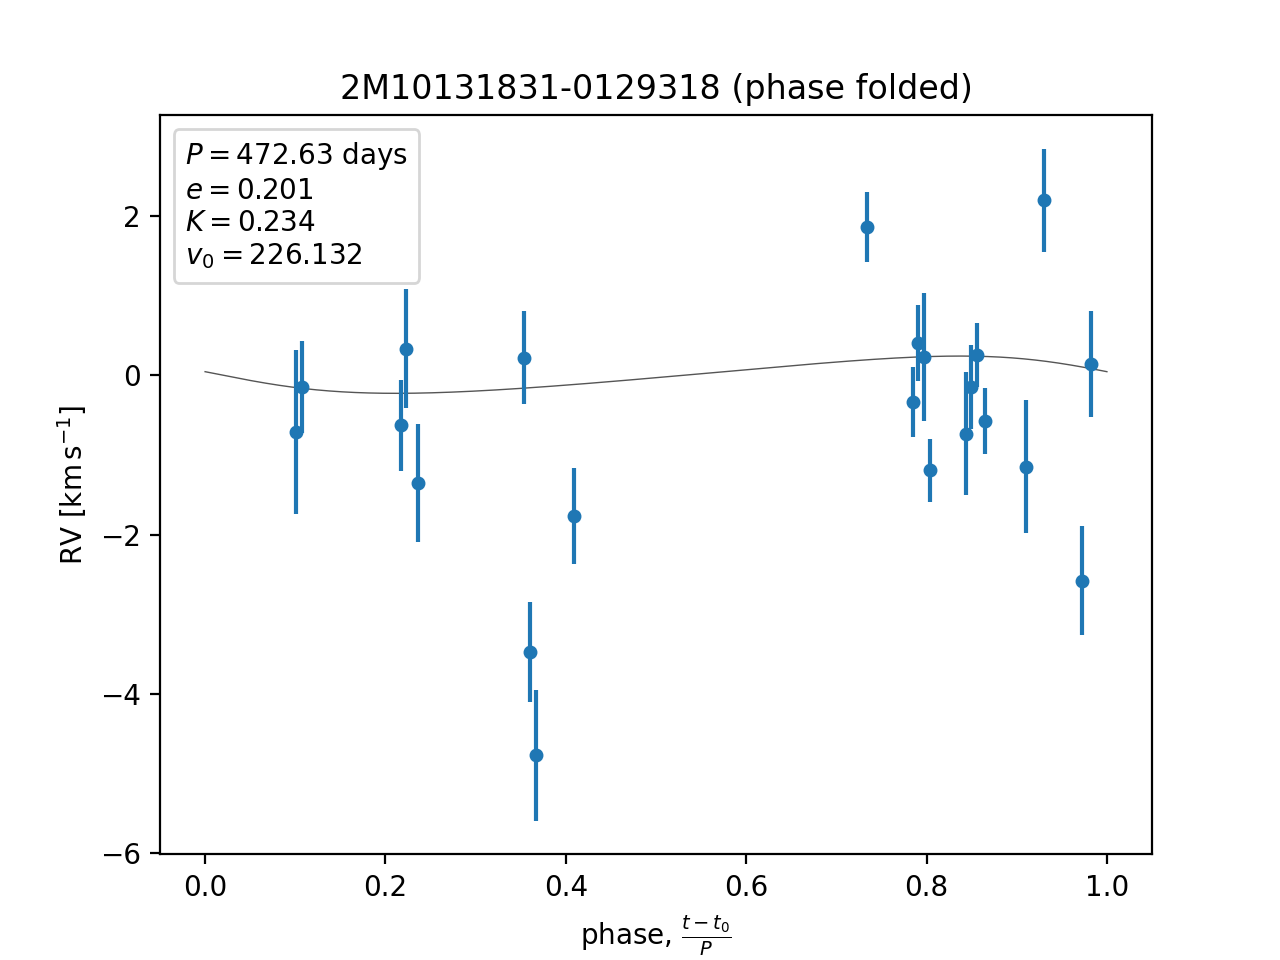 2M10131831-0129318 (phase folded)
P = 472.63 days
e = 0.201
K = 0.234
v₀ = 226.132
2
0
−2
−4
−6
RV [km s⁻¹]
0.0 0.2 0.4 0.6 0.8 1.0
phase, (t − t₀)/P